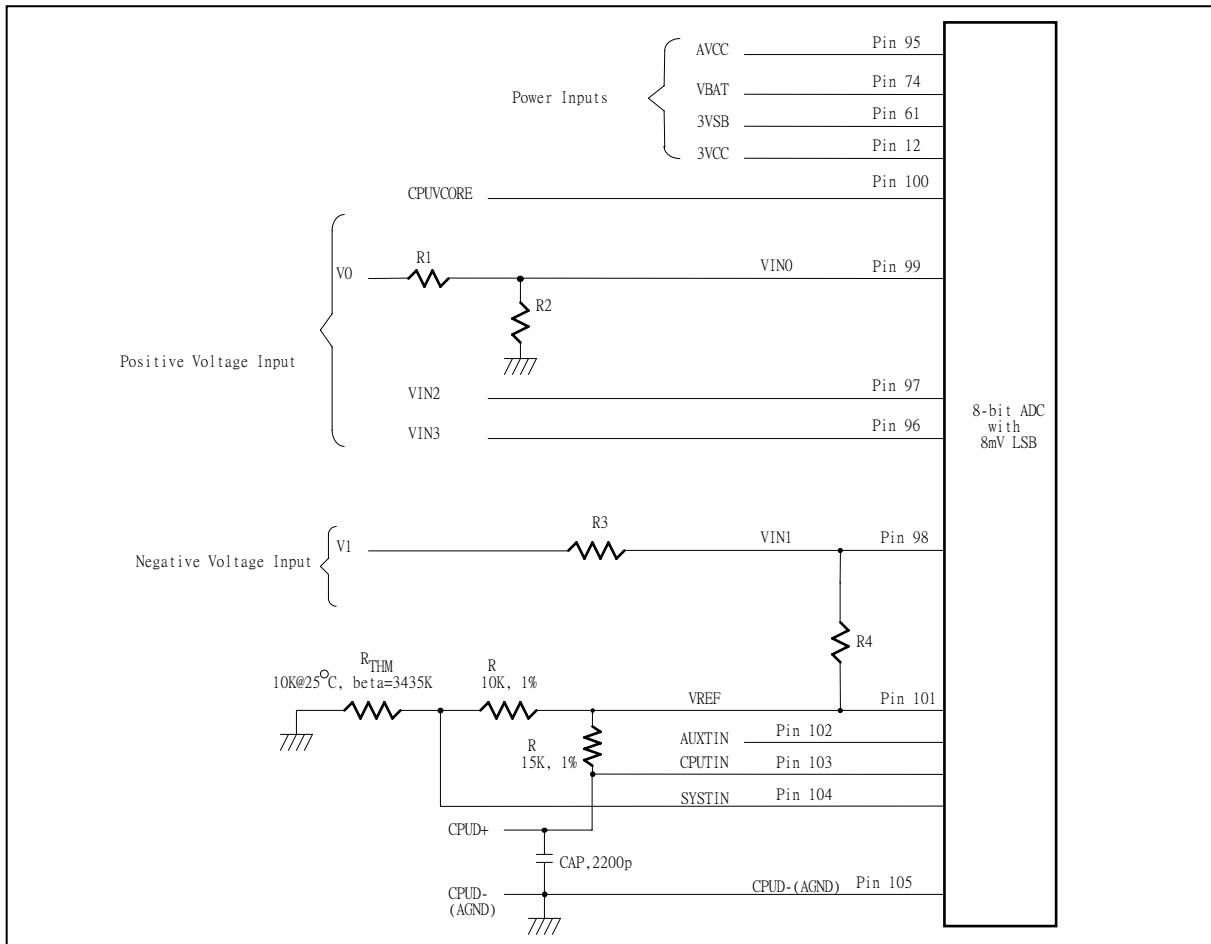 AVCC
Pin 95
Power Inputs
VBAT
Pin 74
3VSB
Pin 61
3VCC
Pin 12
CPUVCORE
Pin 100
Positive Voltage Input
V0
R1
VIN0
Pin 99
R2
VIN2
Pin 97
VIN3
Pin 96
8-bit ADC
with
8mV LSB
Negative Voltage Input
V1
R3
VIN1
Pin 98
R4
RTHM
10K@25°C, beta=3435K
R
10K, 1%
VREF
Pin 101
R
15K, 1%
AUXTIN
Pin 102
CPUTIN
Pin 103
SYSTIN
Pin 104
CPUD+
CAP,2200p
CPUD-
(AGND)
CPUD-(AGND)
Pin 105